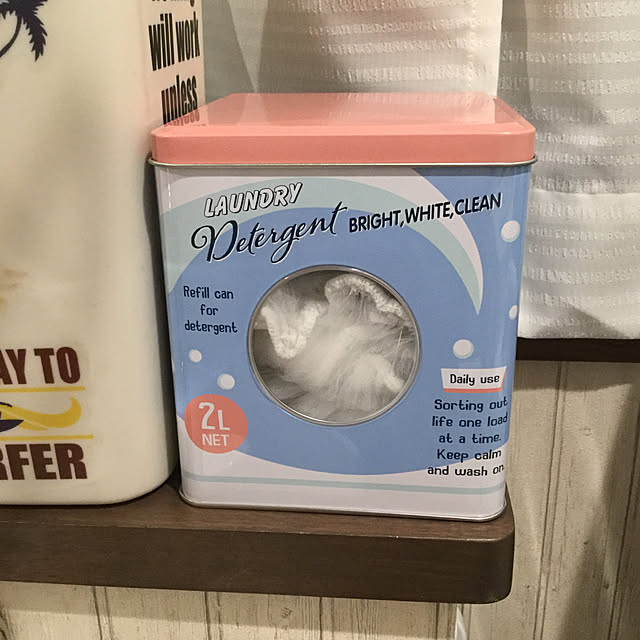 will work
unless
AY TO
RFER
LAUNDRY
Detergent BRIGHT, WHITE, CLEAN
Refill can
for
detergent
2L
NET
Daily use
Sorting out
life one load
at a time.
Keep calm
and wash on.